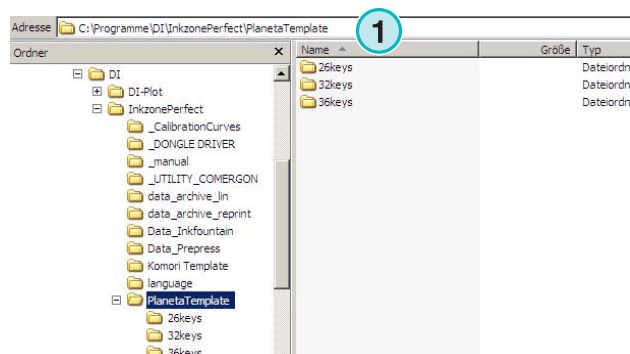 Adresse C:\Programme\DI\InkzonePerfect\PlanetaTemplate
1
Ordner x Name Größe Typ
DI
DI-Plot
InkzonePerfect
_CalibrationCurves
_DONGLE DRIVER
_manual
_UTILITY_COMERGON
data_archive_lin
data_archive_reprint
Data_Inkfountain
Data_Prepress
Komori Template
language
PlanetaTemplate
26keys
32keys
36keys
26keys Dateiordn
32keys Dateiordn
36keys Dateiordn